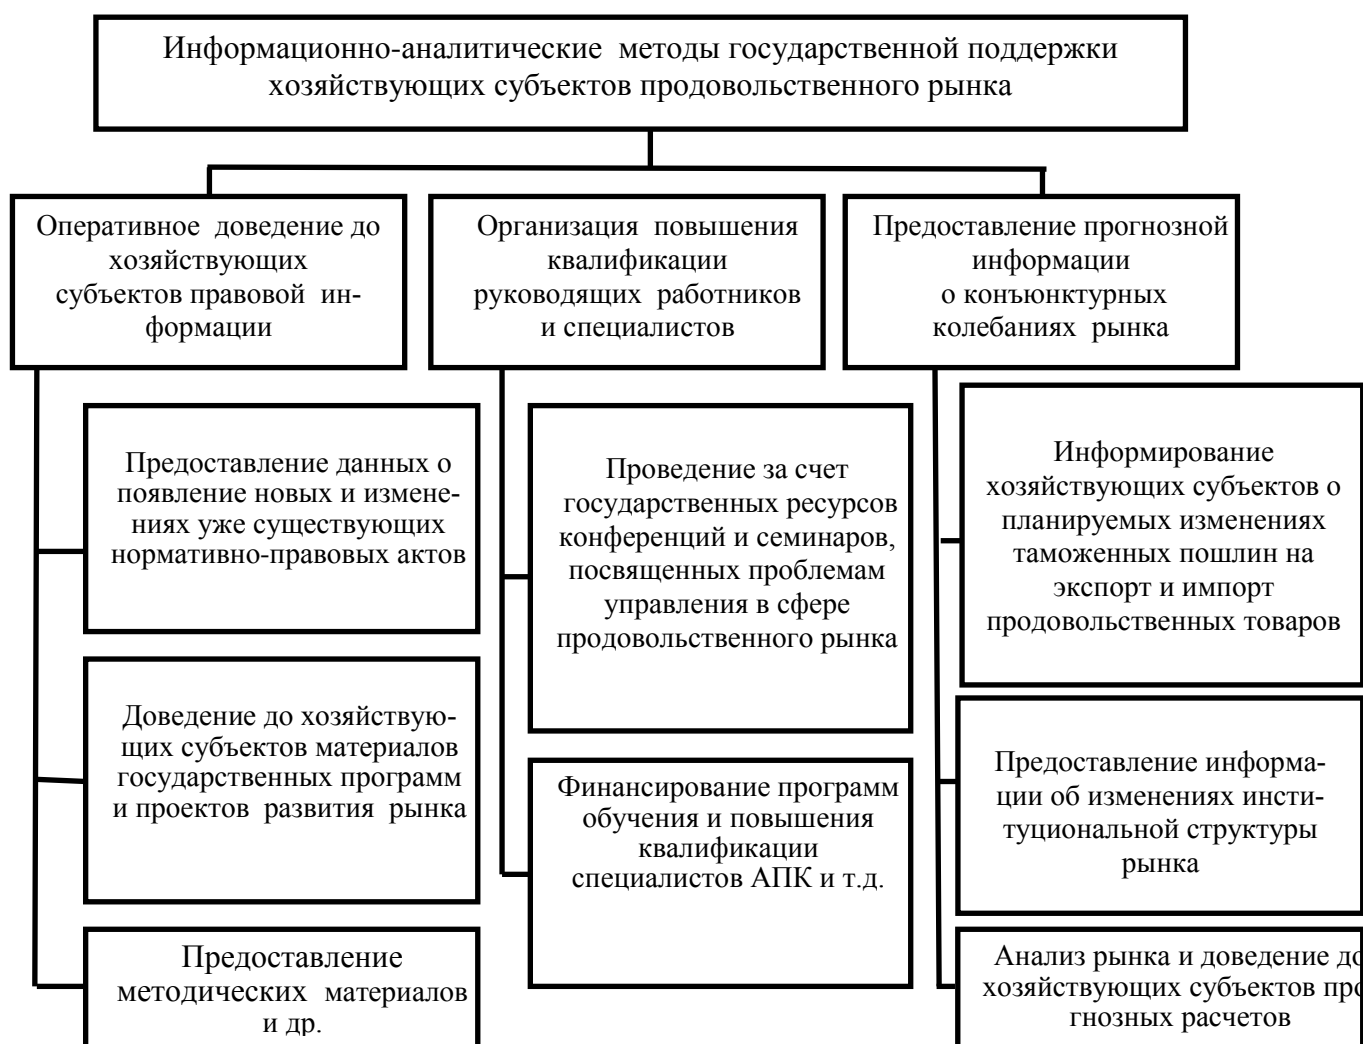 Информационно-аналитические методы государственной поддержки
хозяйствующих субъектов продовольственного рынка
Оперативное доведение до
хозяйствующих
субъектов правовой ин-
формации
Организация повышения
квалификации
руководящих работников
и специалистов
Предоставление прогнозной
информации
о конъюнктурных
колебаниях рынка
Предоставление данных о
появление новых и измене-
ниях уже существующих
нормативно-правовых актов
Доведение до хозяйствую-
щих субъектов материалов
государственных программ
и проектов развития рынка
Предоставление
методических материалов
и др.
Проведение за счет
государственных ресурсов
конференций и семинаров,
посвященных проблемам
управления в сфере
продовольственного рынка
Финансирование программ
обучения и повышения
квалификации
специалистов АПК и т.д.
Информирование
хозяйствующих субъектов о
планируемых изменениях
таможенных пошлин на
экспорт и импорт
продовольственных товаров
Предоставление информа-
ции об изменениях инсти-
туциональной структуры
рынка
Анализ рынка и доведение до
хозяйствующих субъектов про
гнозных расчетов